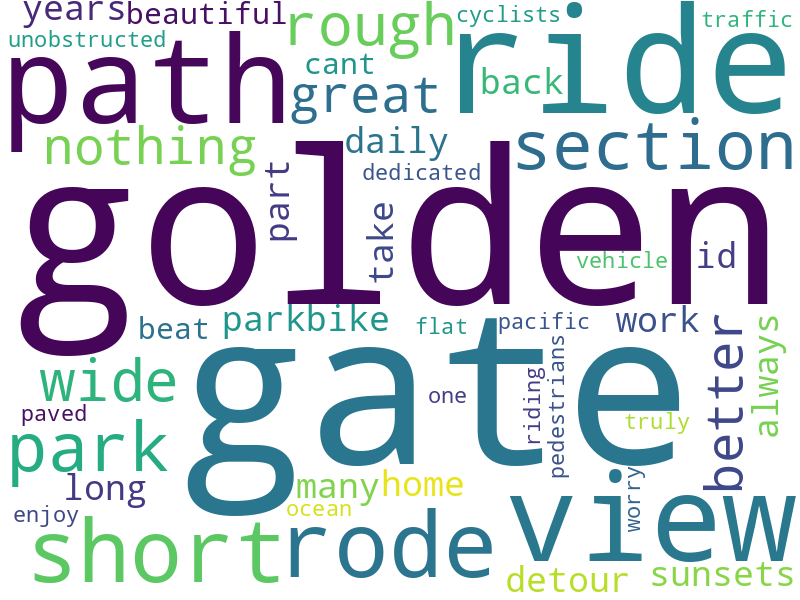 years beautiful rough cyclists traffic
unobstructed path cant great back ride
nothing daily section
part dedicated
golden
take vehicle id
beat parkbike flat pacific work
wide gate better always
paved one riding pedestrians
park truly
long many home
enjoy ocean worry
short rode view
detour sunsets